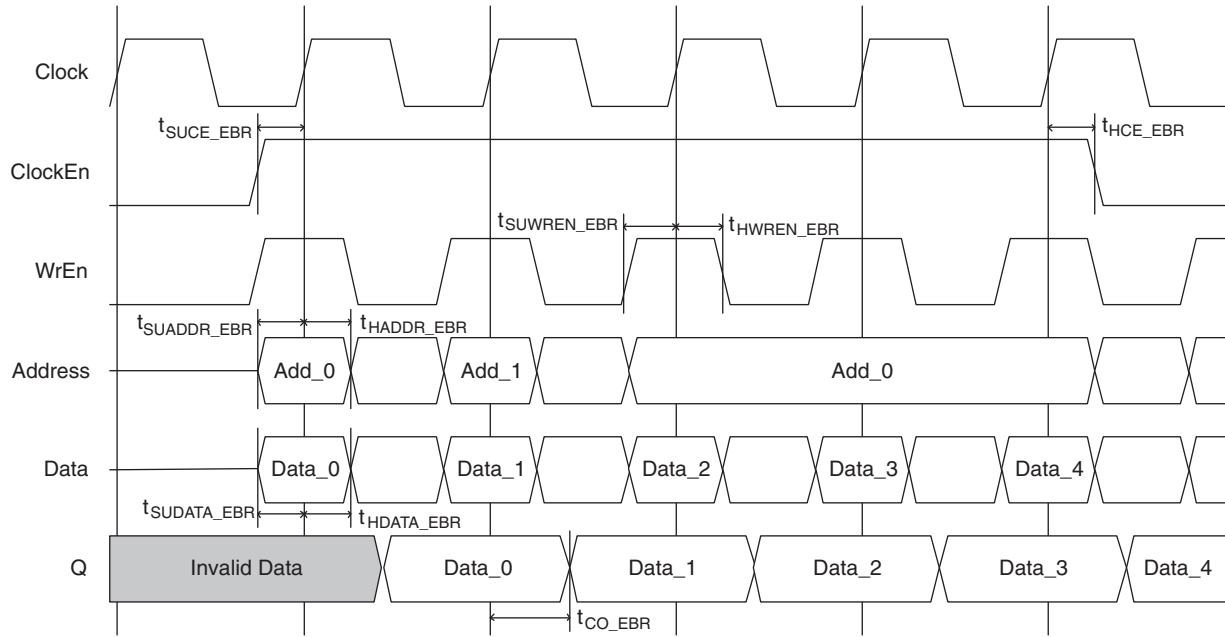 Clock
tSUCE_EBR
tHCE_EBR
ClockEn
tSUWREN_EBR
tHWREN_EBR
WrEn
tSUADDR_EBR
tHADDR_EBR
Address
Add_0
Add_1
Add_0
Data
Data_0
Data_1
Data_2
Data_3
Data_4
tSUDATA_EBR
tHDATA_EBR
Q
Invalid Data
Data_0
Data_1
Data_2
Data_3
Data_4
tCO_EBR